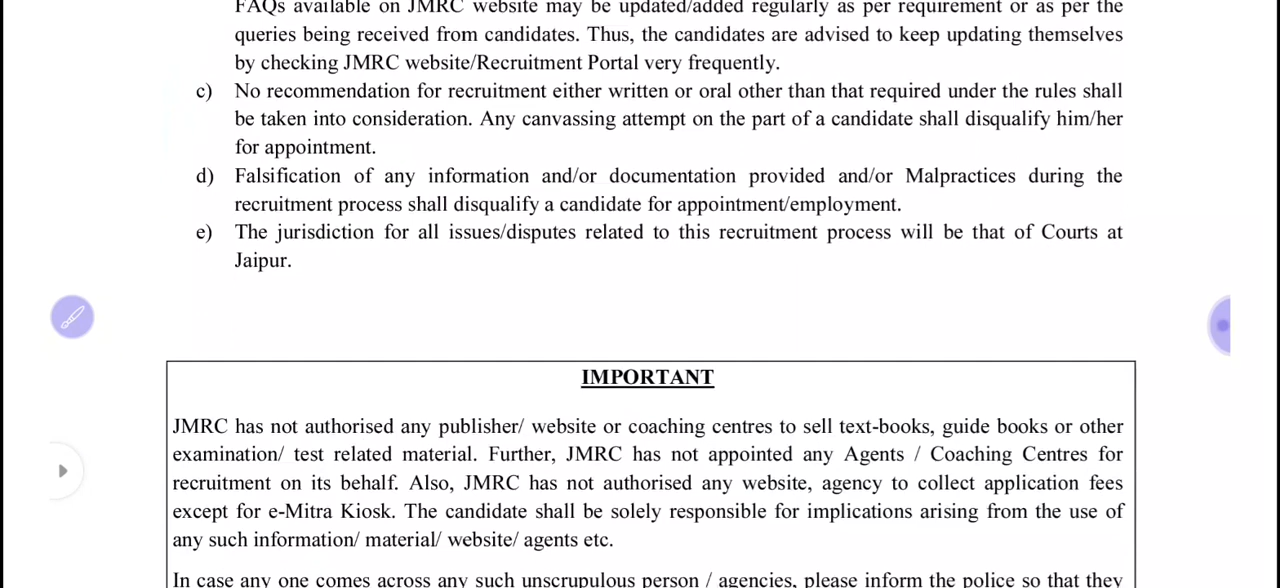 FAQs available on JMRC website may be updated/added regularly as per requirement or as per the
queries being received from candidates. Thus, the candidates are advised to keep updating themselves
by checking JMRC website/Recruitment Portal very frequently.
c) No recommendation for recruitment either written or oral other than that required under the rules shall
be taken into consideration. Any canvassing attempt on the part of a candidate shall disqualify him/her
for appointment.
d) Falsification of any information and/or documentation provided and/or Malpractices during the
recruitment process shall disqualify a candidate for appointment/employment.
e) The jurisdiction for all issues/disputes related to this recruitment process will be that of Courts at
Jaipur.
IMPORTANT
JMRC has not authorised any publisher/ website or coaching centres to sell text-books, guide books or other
examination/ test related material. Further, JMRC has not appointed any Agents / Coaching Centres for
recruitment on its behalf. Also, JMRC has not authorised any website, agency to collect application fees
except for e-Mitra Kiosk. The candidate shall be solely responsible for implications arising from the use of
any such information/ material/ website/ agents etc.
In case any one comes across any such unscrupulous person / agencies, please inform the police so that they